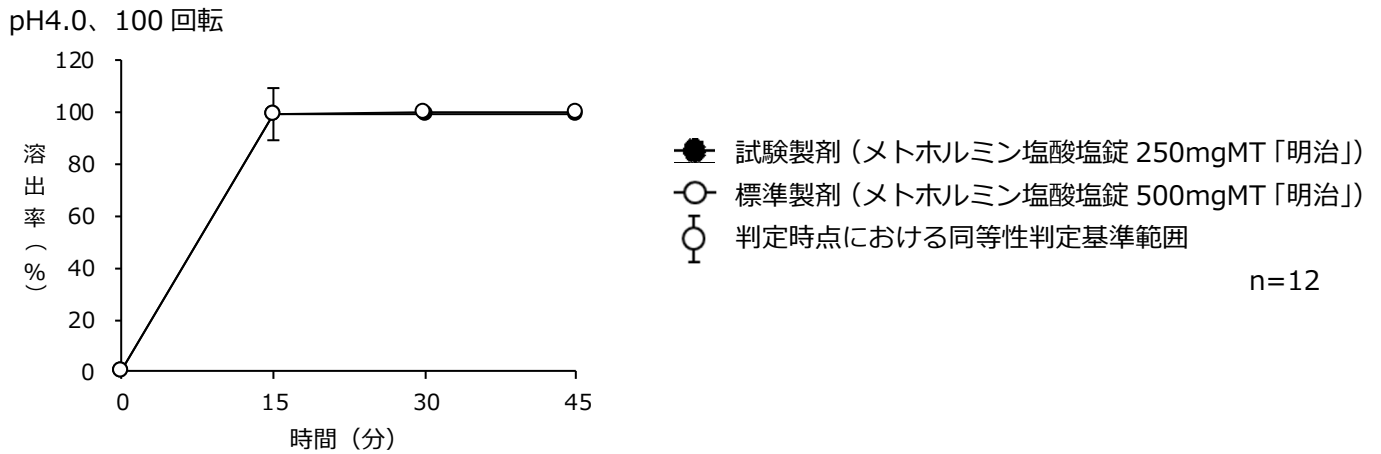 pH4.0、100 回転
120
100
80
60
40
20
0
溶出率（%）
0 15 30 45
時間（分）
試験製剤（メトホルミン塩酸塩錠 250mgMT「明治」）
標準製剤（メトホルミン塩酸塩錠 500mgMT「明治」）
判定時点における同等性判定基準範囲
n=12